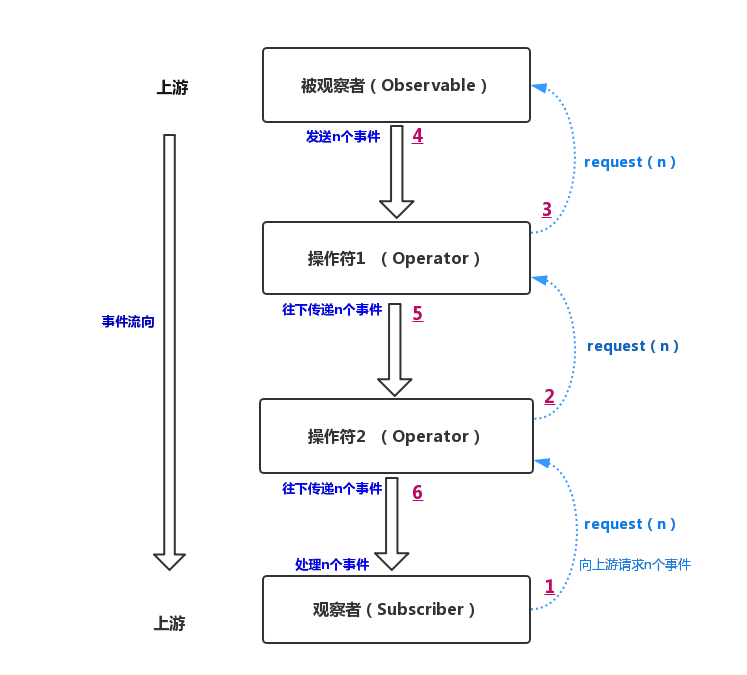 上游
被观察者（Observable）
发送n个事件
4
request（n）
3
操作符1 （Operator）
往下传递n个事件
5
事件流向
request（n）
2
操作符2 （Operator）
往下传递n个事件
6
request（n）
处理n个事件
向上游请求n个事件
1
观察者（Subscriber）
上游